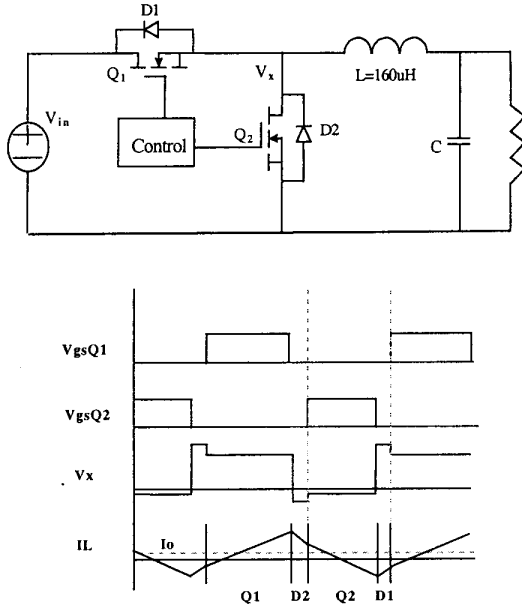 D1
Q1
Vx
L=160uH
Vin
Control
Q2
D2
C
VgsQ1
VgsQ2
Vx
IL
Io
Q1 D2 Q2 D1